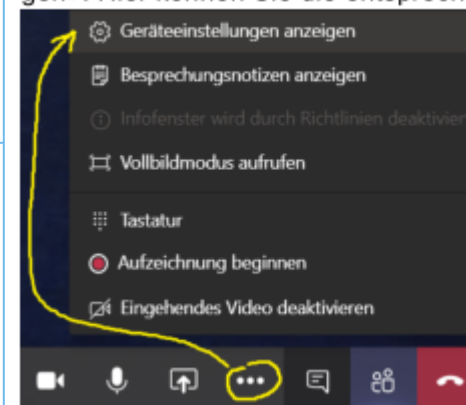 Geräteeinstellungen anzeigen
Besprechungsnotizen anzeigen
Infofenster wird durch Richtlinien deaktivier
Vollbildmodus aufrufen
Tastatur
Aufzeichnung beginnen
Eingehendes Video deaktivieren